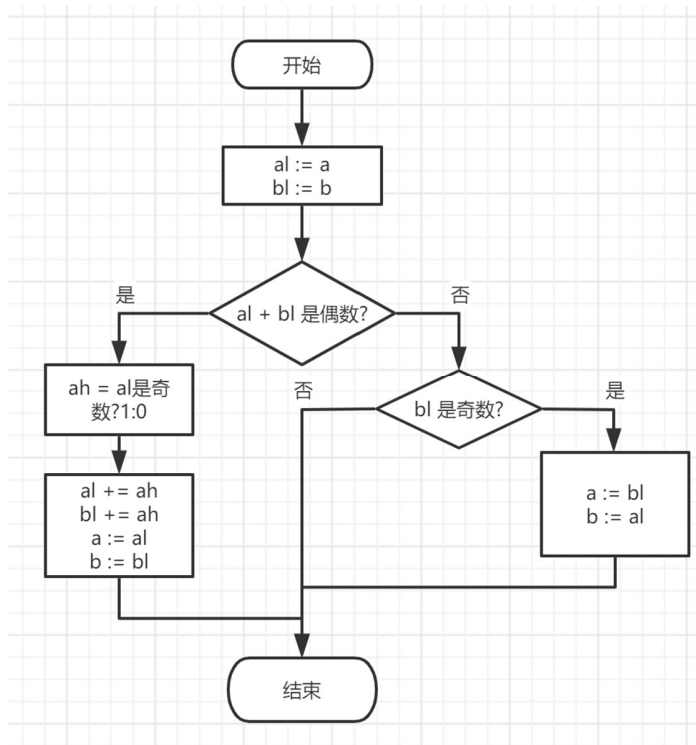 开始
al := a
bl := b
是
al + bl 是偶数?
否
ah = al是奇
数?1:0
否
bl 是奇数?
是
al += ah
bl += ah
a := al
b := bl
a := bl
b := al
结束